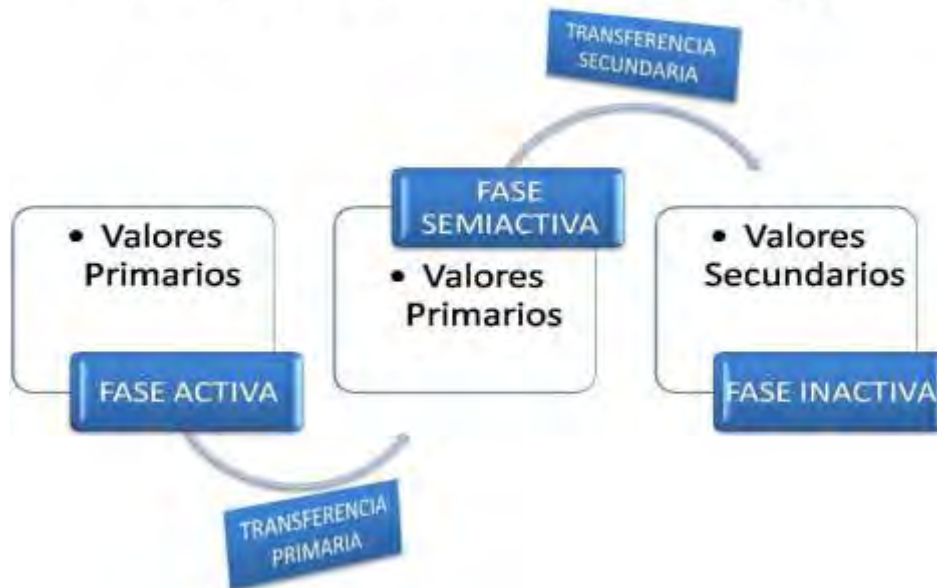 TRANSFERENCIA
SECUNDARIA
FASE
SEMIACTIVA
• Valores
Primarios
FASE ACTIVA
• Valores
Primarios
• Valores
Secundarios
FASE INACTIVA
TRANSFERENCIA
PRIMARIA